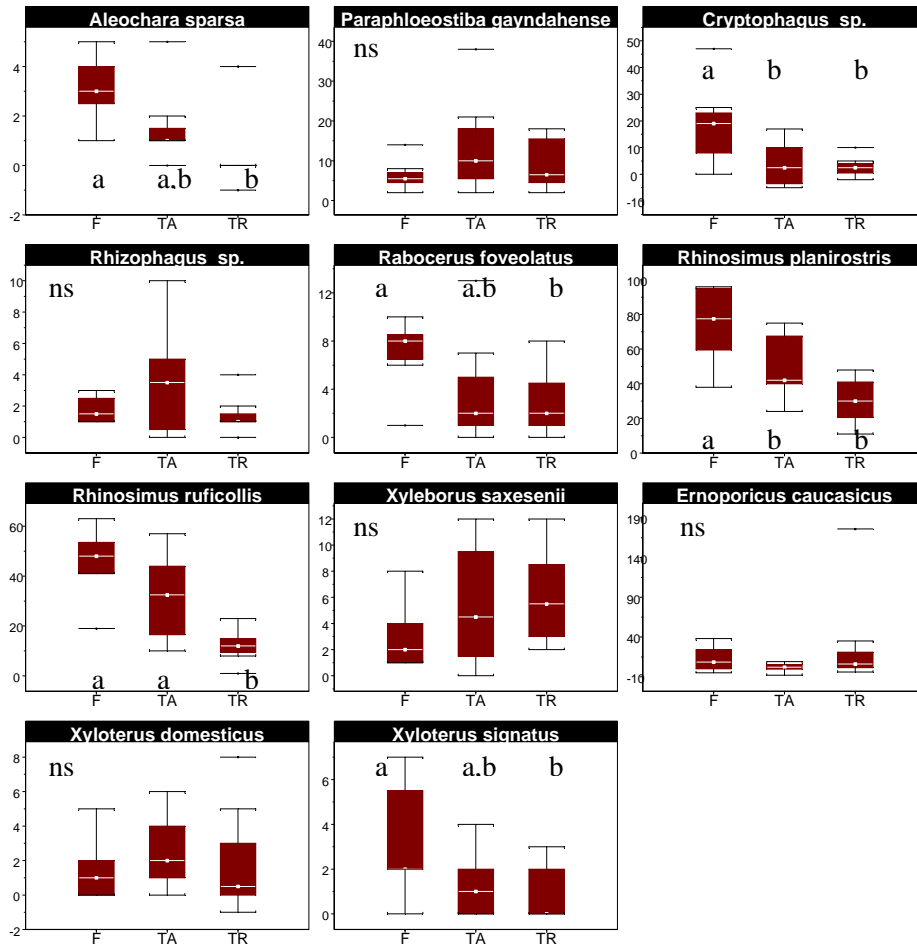 Aleochara sparsa
4
2
0
-2
a a,b b
F TA TR
Paraphloeostiba gayndahense
40
30
20
10
0
ns
F TA TR
Cryptophagus sp.
50
40
30
20
10
0
-10
a b b
F TA TR
Rhizophagus sp.
10
8
6
4
2
0
ns
F TA TR
Rabocerus foveolatus
12
8
4
0
a a,b b
F TA TR
Rhinosimus planirostris
100
80
60
40
20
0
a b b
F TA TR
Rhinosimus ruficollis
60
40
20
0
a a b
F TA TR
Xyleborus saxesenii
12
10
8
6
4
2
0
ns
F TA TR
Ernoporicus caucasicus
190
140
90
40
-10
ns
F TA TR
Xyloterus domesticus
8
6
4
2
0
-2
ns
F TA TR
Xyloterus signatus
6
4
2
0
a a,b b
F TA TR